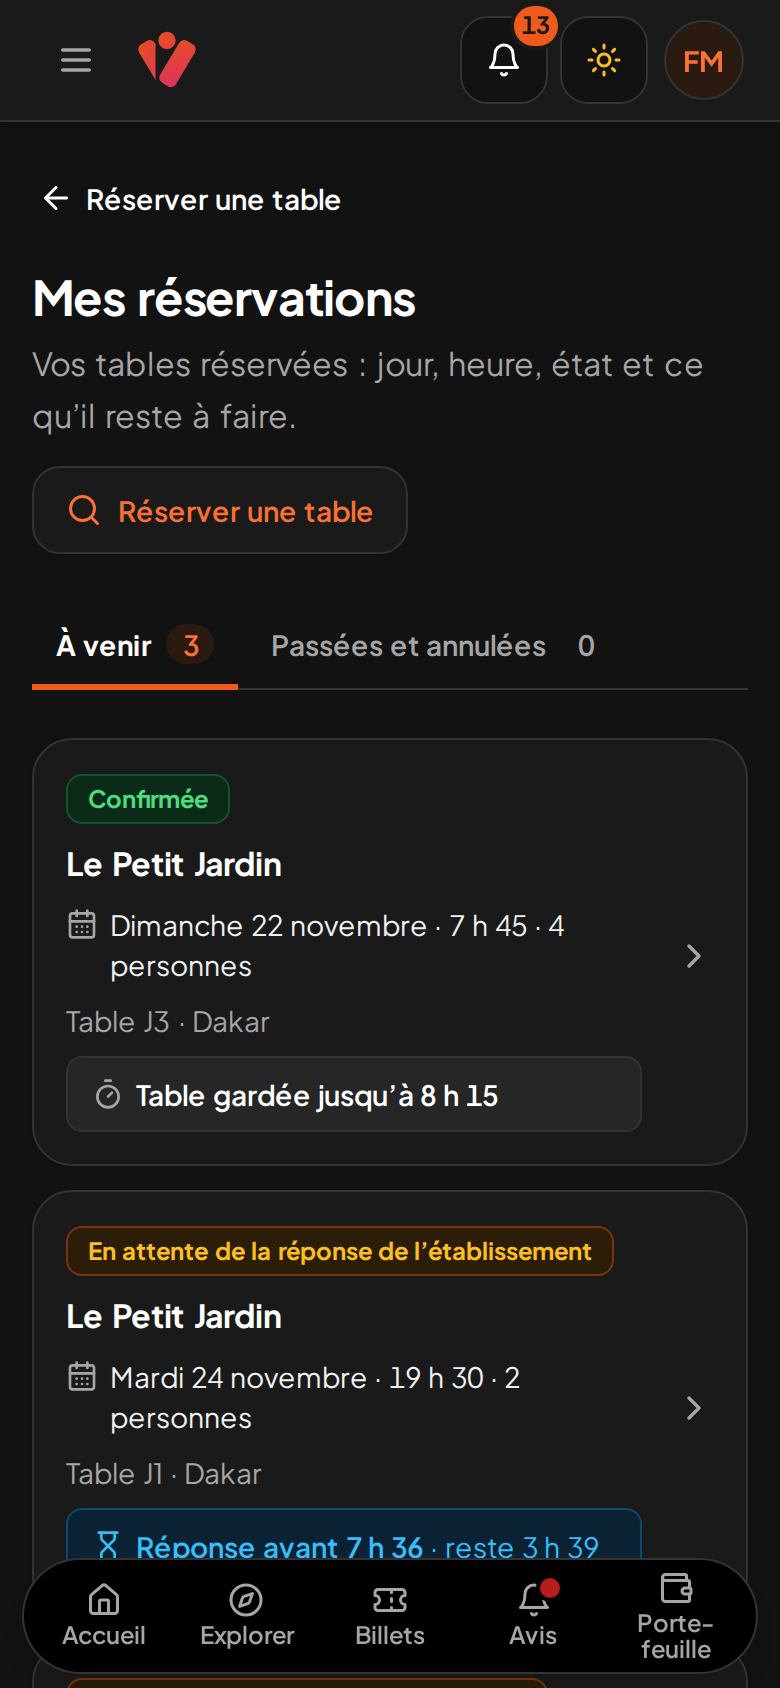 13
FM
Réserver une table
Mes réservations
Vos tables réservées : jour, heure, état et ce
qu’il reste à faire.
Réserver une table
À venir 3 Passées et annulées 0
Confirmée
Le Petit Jardin
Dimanche 22 novembre · 7 h 45 · 4
personnes
Table J3 · Dakar
Table gardée jusqu’à 8 h 15
En attente de la réponse de l’établissement
Le Petit Jardin
Mardi 24 novembre · 19 h 30 · 2
personnes
Table J1 · Dakar
Réponse avant 7 h 36 · reste 3 h 39
Accueil Explorer Billets Avis Porte-
feuille